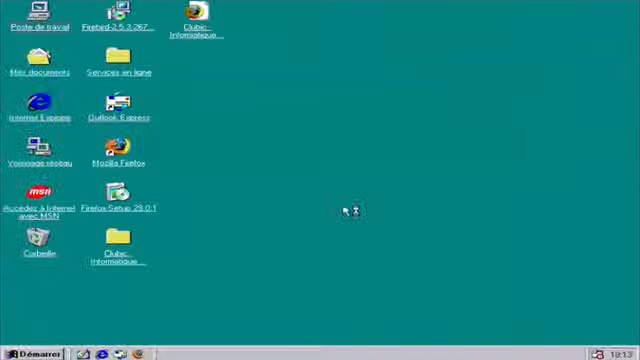 Poste de travail
Firebird-2.5.3.267...
Clubic
Informatique ...
Mes documents
Services en ligne
Internet Explorer
Outlook Express
Voisinage réseau
Mozilla Firefox
msn
Accédez à Internet
avec MSN
Firefox Setup 29.0.1
Corbeille
Clubic
Informatique ...
Démarrer
18:13